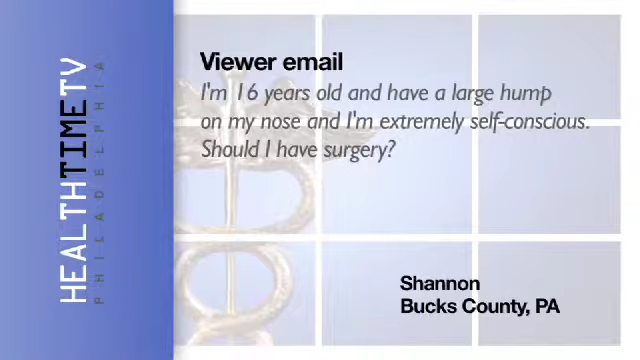 HEALTHTIMETV
PHILADELPHIA
Viewer email
I'm 16 years old and have a large hump
on my nose and I'm extremely self-conscious.
Should I have surgery?
Shannon
Bucks County, PA